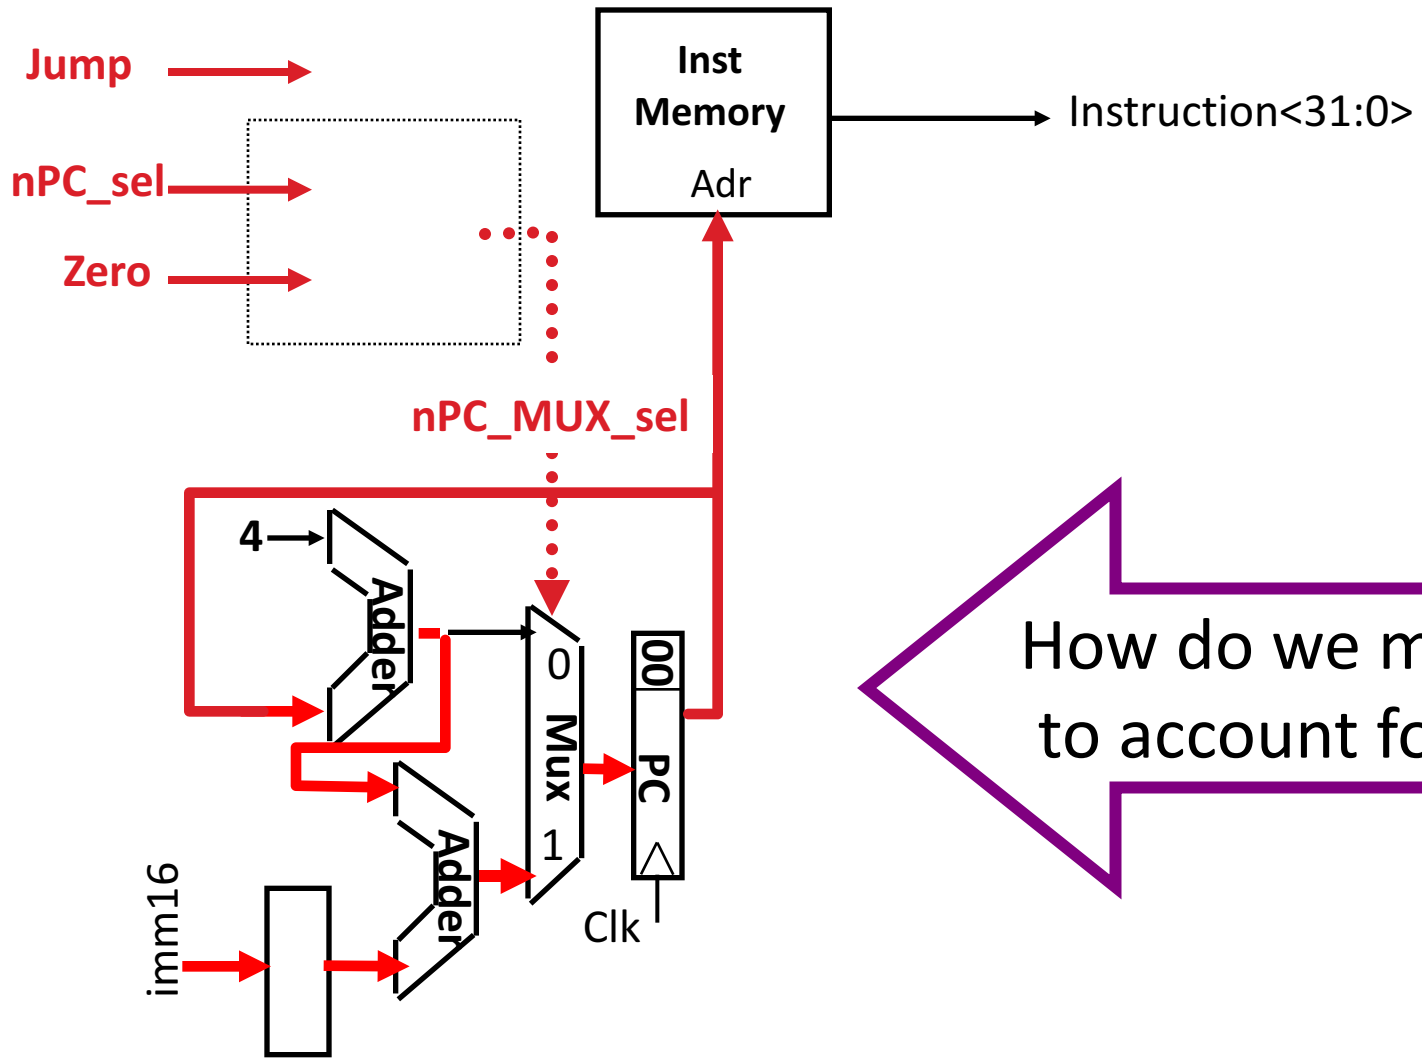 Jump
nPC_sel
Zero
Inst
Memory
Adr
Instruction<31:0>
nPC_MUX_sel
4
Adder
0
Mux
1
00
PC
Adder
imm16
Clk
How do we
to account